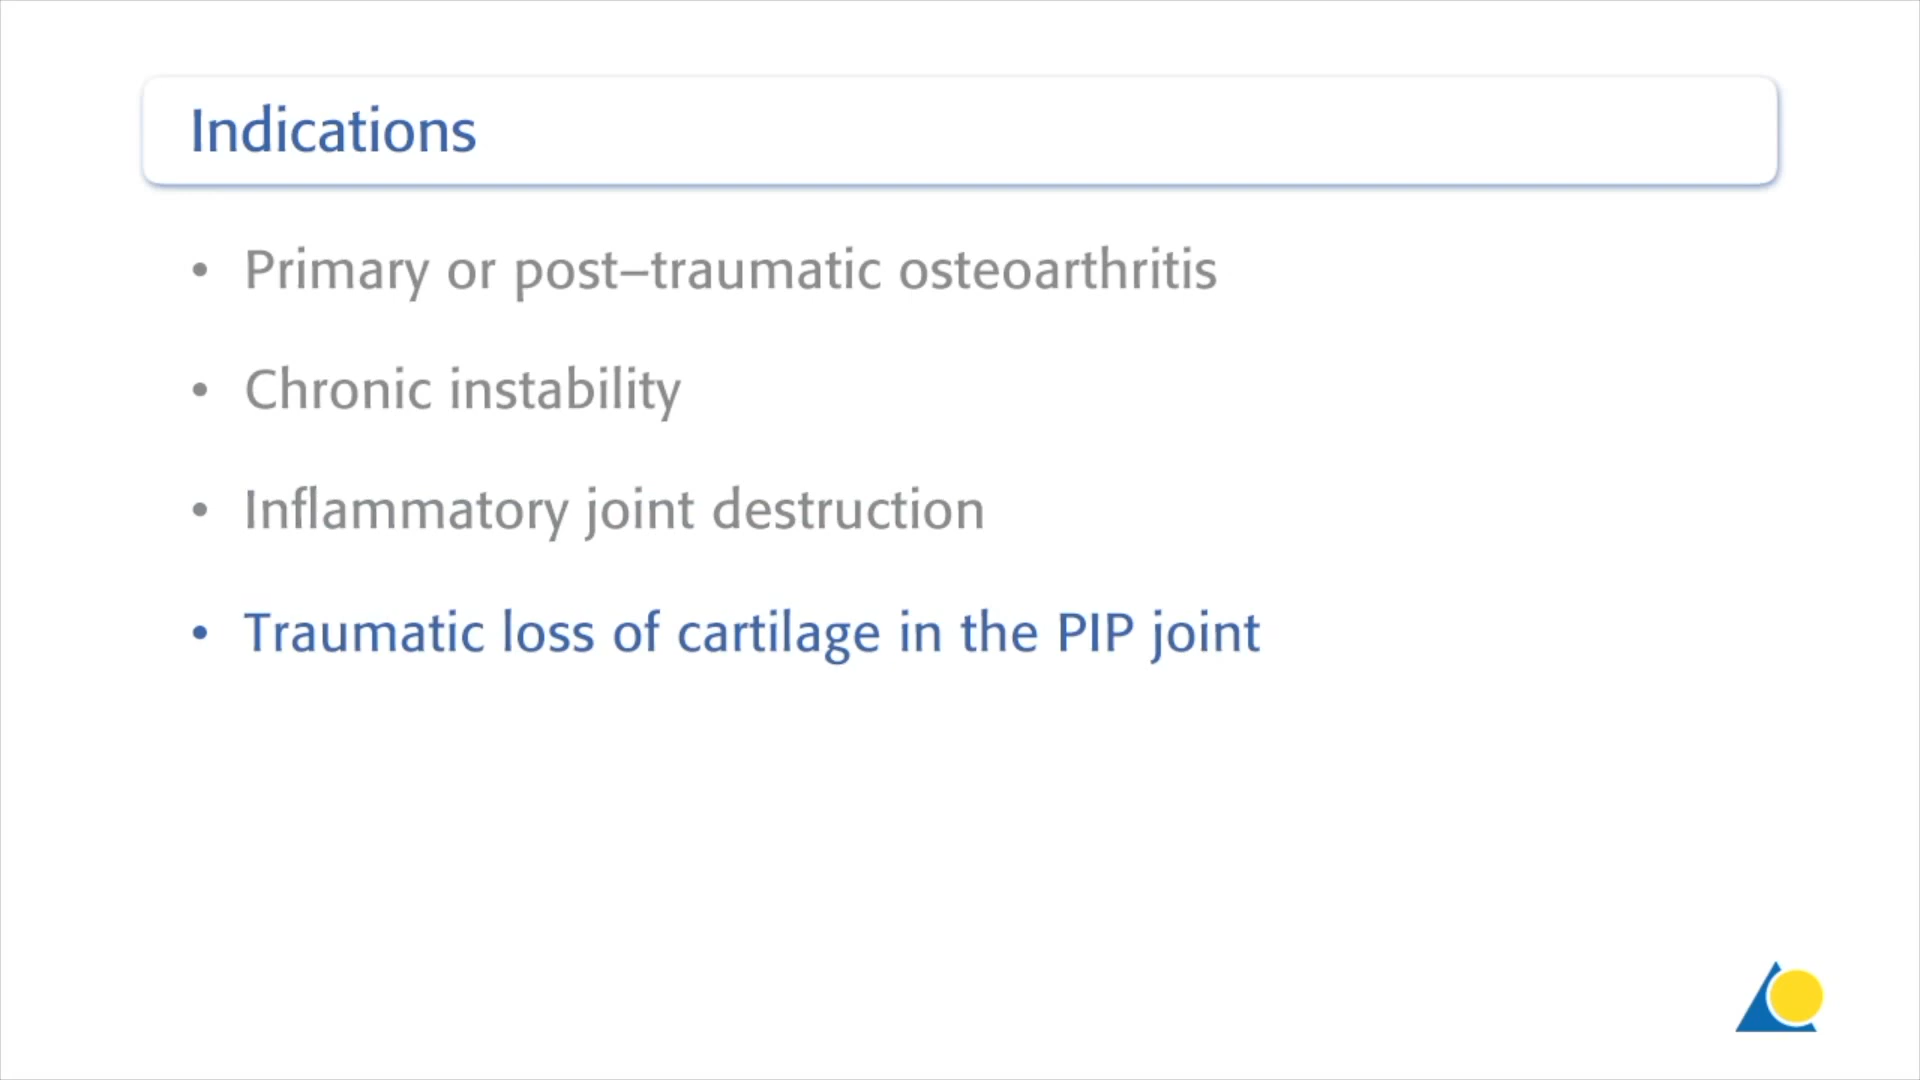 Indications
• Primary or post–traumatic osteoarthritis
• Chronic instability
• Inflammatory joint destruction
• Traumatic loss of cartilage in the PIP joint